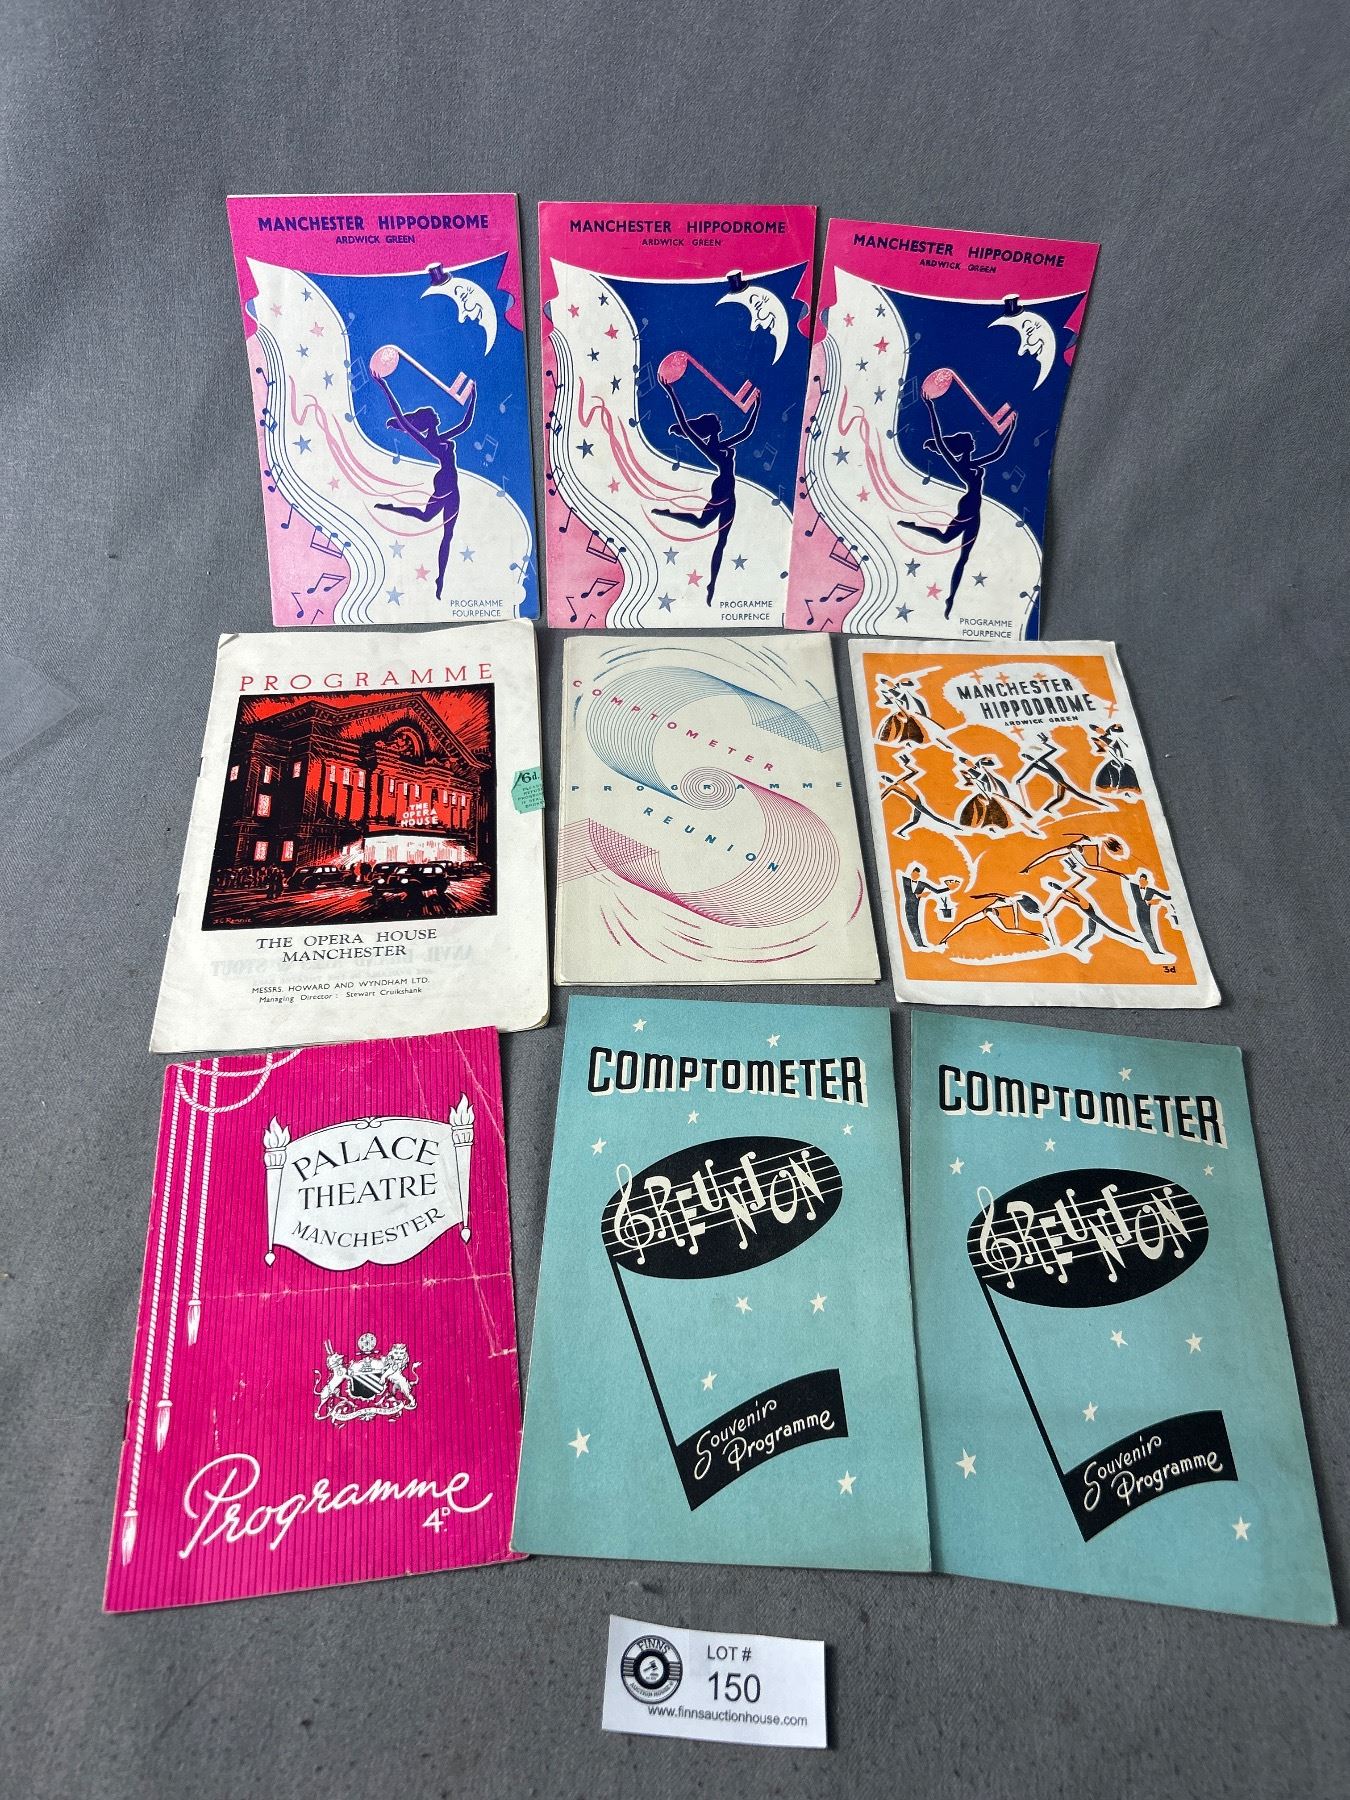 MANCHESTER HIPPODROME
ARDWICK GREEN
PROGRAMME
FOURPENCE
MANCHESTER HIPPODROME
ARDWICK GREEN
PROGRAMME
FOURPENCE
MANCHESTER HIPPODROME
ARDWICK GREEN
PROGRAMME
FOURPENCE
PROGRAMME
6d.
THE
OPERA
HOUSE
THE OPERA HOUSE
MANCHESTER
MESSRS. HOWARD AND WYNDHAM LTD.
Managing Director : Stewart Cruikshank
COMPTOMETER
PROGRAMME
REUNION
MANCHESTER
HIPPODROME
ARDWICK GREEN
3d
PALACE
THEATRE
MANCHESTER
Programme
4D.
COMPTOMETER
REUNION
Souvenir
Programme
COMPTOMETER
REUNION
Souvenir
Programme
FINNS
AUCTION HOUSE
LOT #
150
www.finnsauctionhouse.com